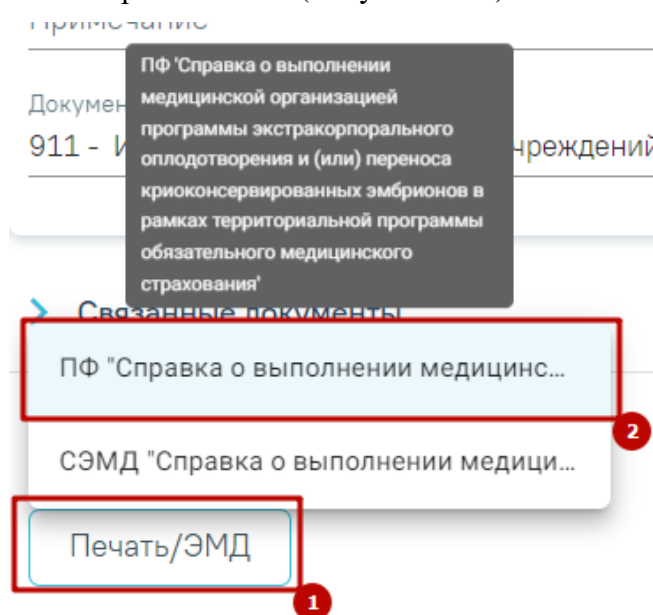 Примечание
ПФ 'Справка о выполнении
медицинской организацией
программы экстракорпорального
оплодотворения и (или) переноса
криоконсервированных эмбрионов в
рамках территориальной программы
обязательного медицинского
страхования'
Докумен
911 - И
чреждений
Связанные документы
ПФ "Справка о выполнении медицинс...
2
СЭМД "Справка о выполнении медици...
Печать/ЭМД
1